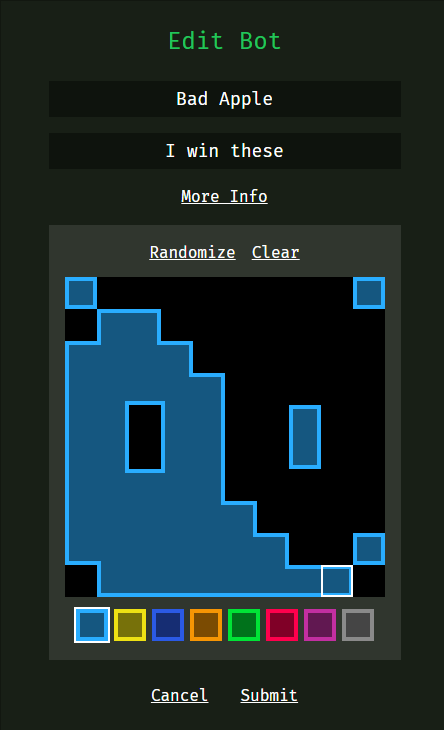 Edit Bot
Bad Apple
I win these
More Info
Randomize Clear
Cancel Submit